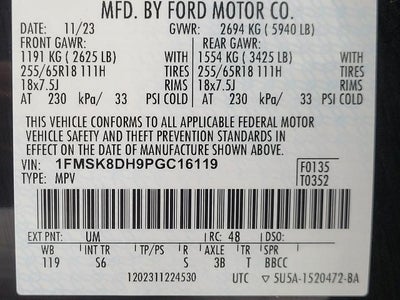 MFD. BY FORD MOTOR CO.
DATE: 11/23 GVWR: 2694 KG ( 5940 LB)
FRONT GAWR: REAR GAWR:
1191 KG ( 2625 LB) WITH 1554 KG ( 3425 LB) WITH
255/65R18 111H TIRES 255/65R18 111H TIRES
18x7.5J RIMS 18x7.5J RIMS
AT 230 kPa/ 33 PSI COLD AT 230 kPa/ 33 PSI COLD
THIS VEHICLE CONFORMS TO ALL APPLICABLE FEDERAL MOTOR
VEHICLE SAFETY AND THEFT PREVENTION STANDARDS IN EFFECT ON
THE DATE OF MANUFACTURE SHOWN ABOVE.
VIN: 1FMSK8DH9PGC16119 F0135
TYPE: MPV T0352
EXT PNT: UM RC: 48 DSO:
WB TP/PS R AXLE TR SPR
119 S6 S 3B T BBCC
1202311224530 UTC 5U5A-1520472-BA